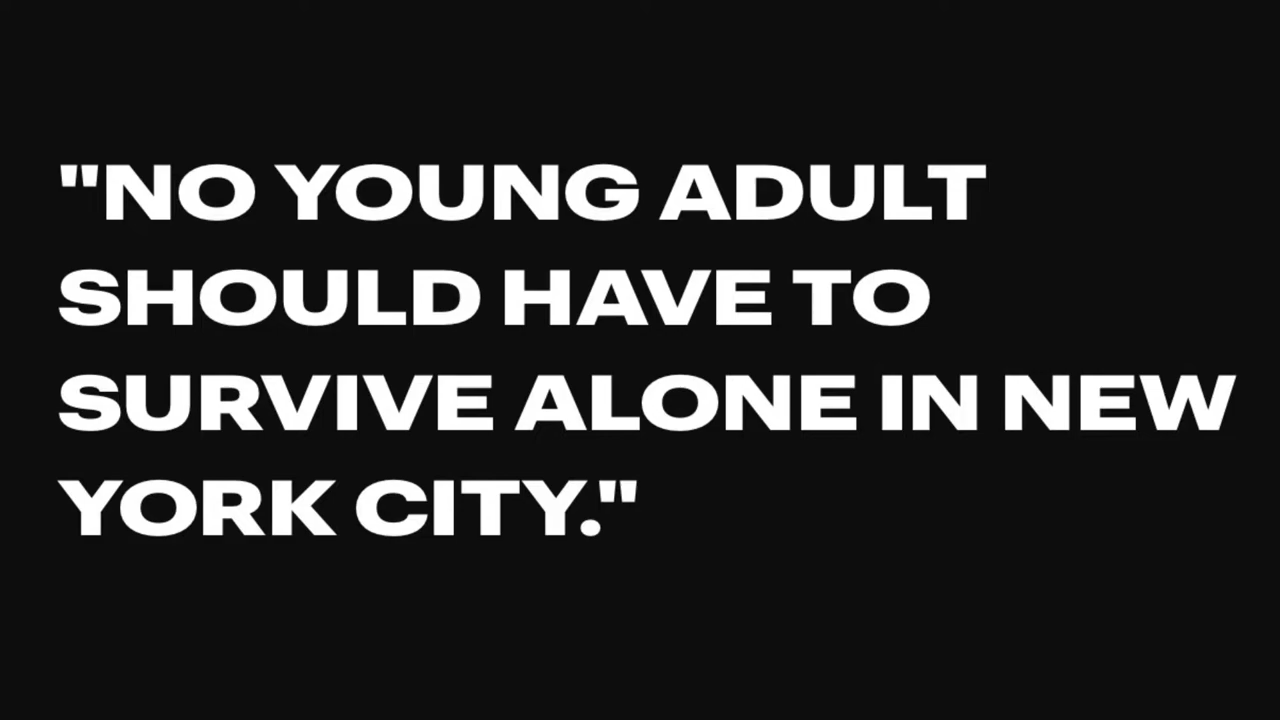 "NO YOUNG ADULT
SHOULD HAVE TO
SURVIVE ALONE IN NEW
YORK CITY."